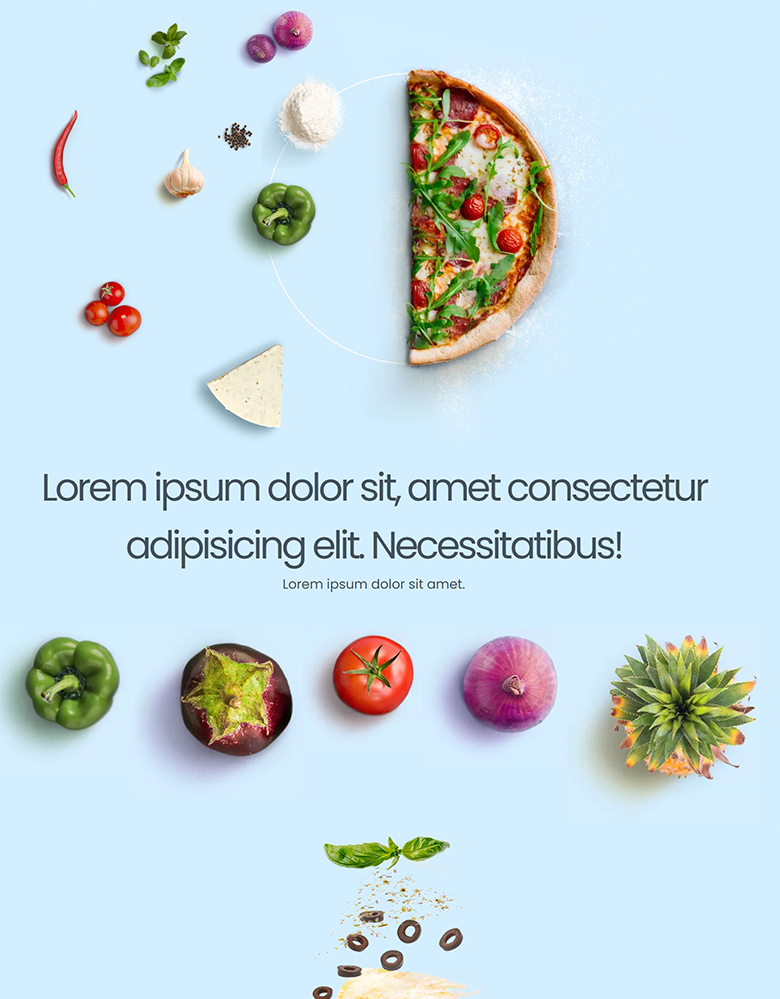 Lorem ipsum dolor sit, amet consectetur
adipisicing elit. Necessitatibus!
Lorem ipsum dolor sit amet.